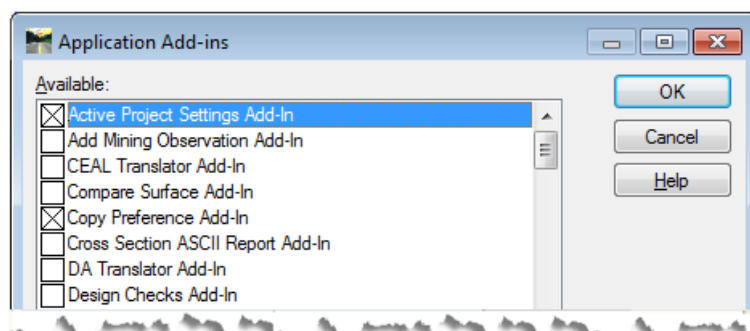 Application Add-ins
Available:
Active Project Settings Add-In
Add Mining Observation Add-In
CEAL Translator Add-In
Compare Surface Add-In
Copy Preference Add-In
Cross Section ASCII Report Add-In
DA Translator Add-In
Design Checks Add-In
OK
Cancel
Help